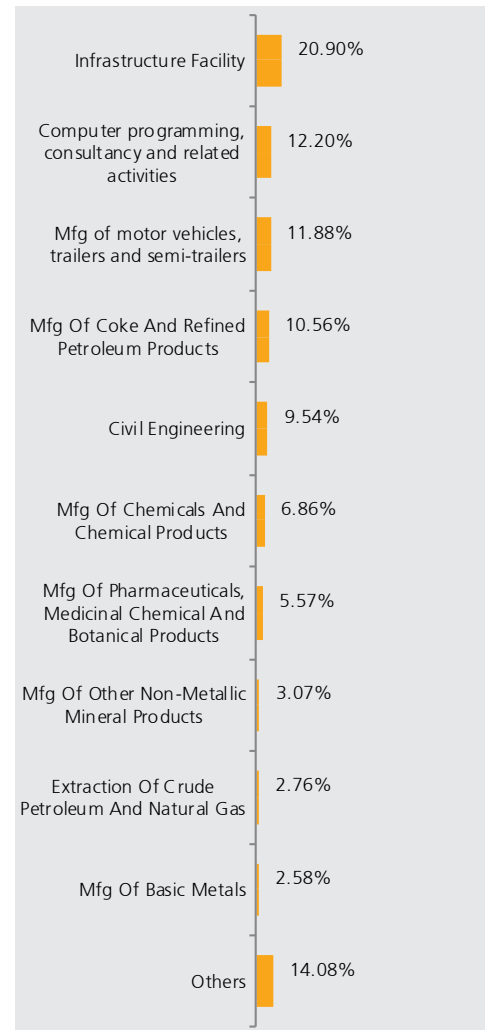 Infrastructure Facility
20.90%
Computer programming,
consultancy and related
activities
12.20%
Mfg of motor vehicles,
trailers and semi-trailers
11.88%
Mfg Of Coke And Refined
Petroleum Products
10.56%
Civil Engineering
9.54%
Mfg Of Chemicals And
Chemical Products
6.86%
Mfg Of Pharmaceuticals,
Medicinal Chemical And
Botanical Products
5.57%
Mfg Of Other Non-Metallic
Mineral Products
3.07%
Extraction Of Crude
Petroleum And Natural Gas
2.76%
Mfg Of Basic Metals
2.58%
Others
14.08%